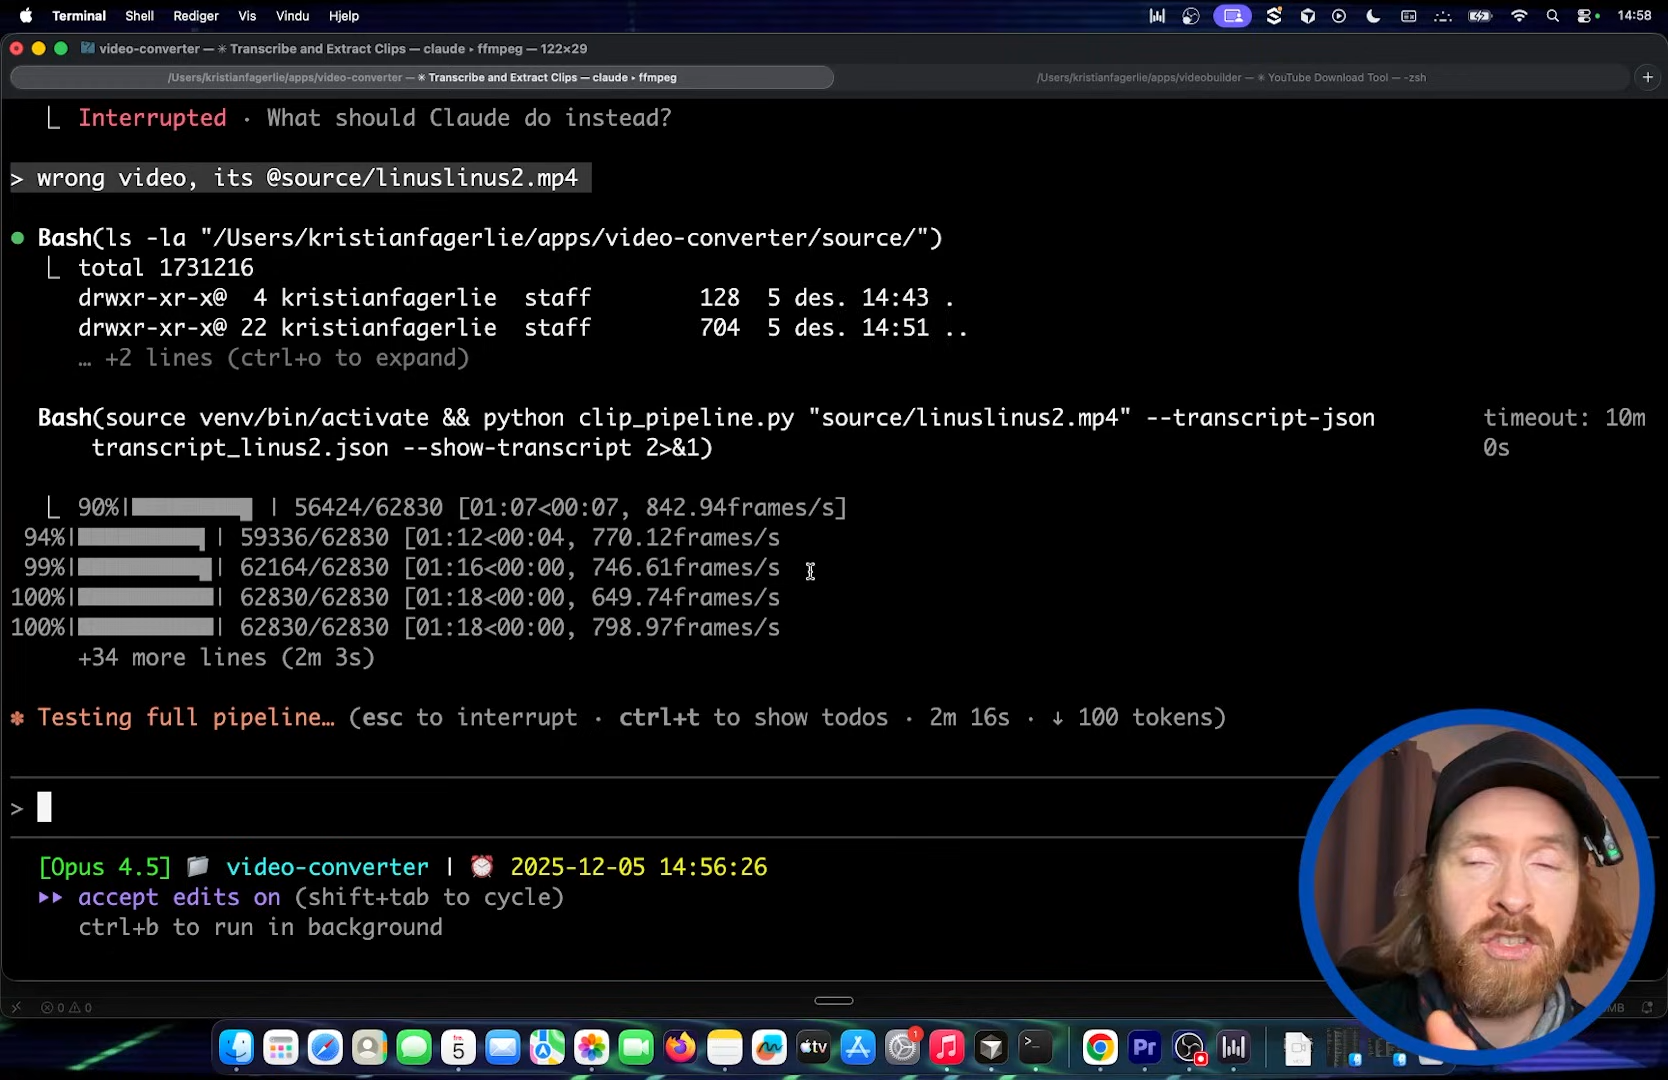 Terminal Shell Rediger Vis Vindu Hjelp 14:58
video-converter — ✳ Transcribe and Extract Clips — claude ▸ ffmpeg — 122×29
/Users/kristianfagerlie/apps/video-converter — ✳ Transcribe and Extract Clips — claude ▸ ffmpeg /Users/kristianfagerlie/apps/videobuilder — ✳ YouTube Download Tool — -zsh +
⎿ Interrupted · What should Claude do instead?
> wrong video, its @source/linuslinus2.mp4
Bash(ls -la "/Users/kristianfagerlie/apps/video-converter/source/")
⎿ total 1731216
drwxr-xr-x@ 4 kristianfagerlie staff 128 5 des. 14:43 .
drwxr-xr-x@ 22 kristianfagerlie staff 704 5 des. 14:51 ..
… +2 lines (ctrl+o to expand)
Bash(source venv/bin/activate && python clip_pipeline.py "source/linuslinus2.mp4" --transcript-json timeout: 10m
transcript_linus2.json --show-transcript 2>&1) 0s
⎿ 90%| | 56424/62830 [01:07<00:07, 842.94frames/s]
94%| | 59336/62830 [01:12<00:04, 770.12frames/s
99%| | 62164/62830 [01:16<00:00, 746.61frames/s
100%| | 62830/62830 [01:18<00:00, 649.74frames/s
100%| | 62830/62830 [01:18<00:00, 798.97frames/s
+34 more lines (2m 3s)
✽ Testing full pipeline… (esc to interrupt · ctrl+t to show todos · 2m 16s · ↓ 100 tokens)
>
[Opus 4.5] 📁 video-converter | ⏰ 2025-12-05 14:56:26
▸▸ accept edits on (shift+tab to cycle)
ctrl+b to run in background
0 0 MB
5 tv 1 >_ Pr